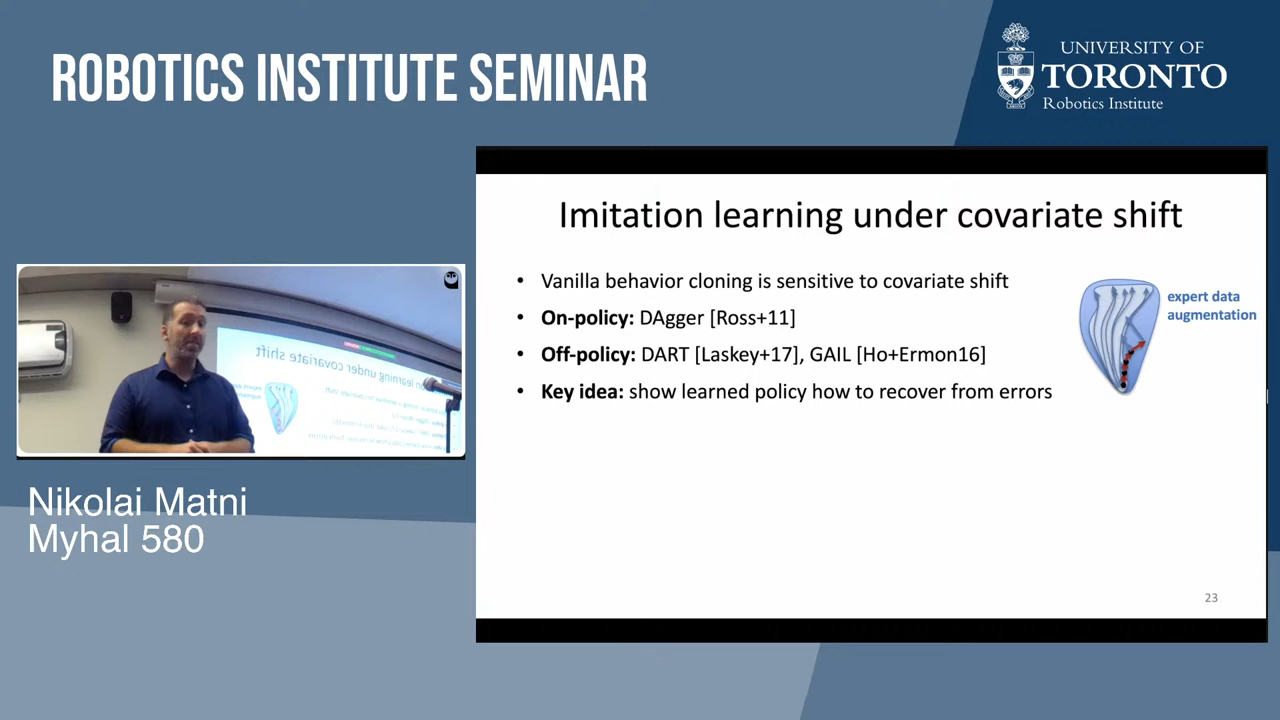 ROBOTICS INSTITUTE SEMINAR
UNIVERSITY OF
TORONTO
Robotics Institute
Imitation learning under covariate shift
• Vanilla behavior cloning is sensitive to covariate shift
• On-policy: DAgger [Ross+11]
• Off-policy: DART [Laskey+17], GAIL [Ho+Ermon16]
• Key idea: show learned policy how to recover from errors
expert data
augmentation
23
Nikolai Matni
Myhal 580